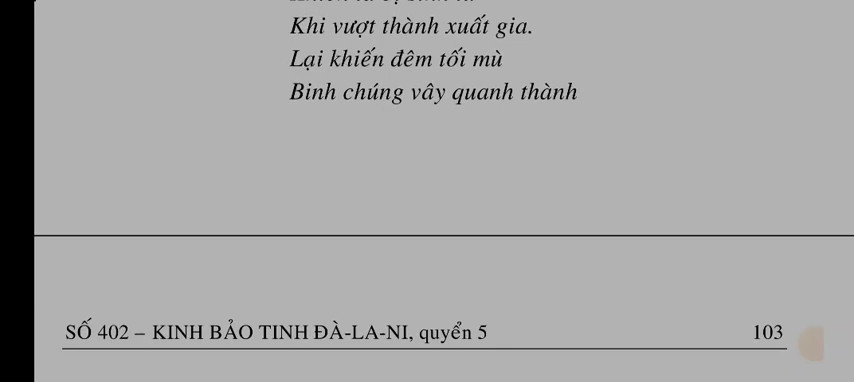 Khi vượt thành xuất gia.
Lại khiến đêm tối mù
Binh chúng vây quanh thành
SỐ 402 – KINH BẢO TINH ĐÀ-LA-NI, quyển 5 103